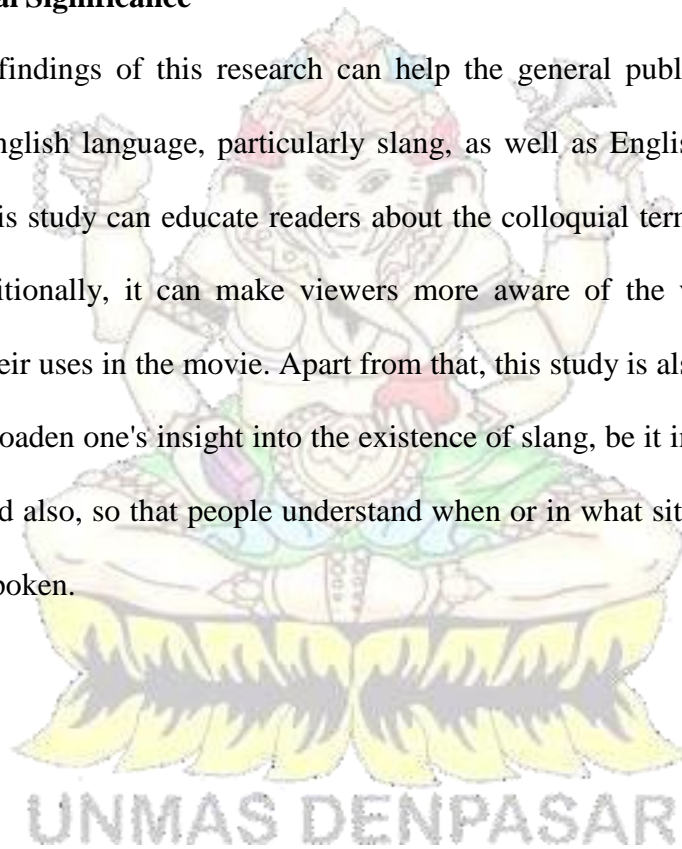 al Significance
findings of this research can help the general publ
nglish language, particularly slang, as well as Englis
is study can educate readers about the colloquial tern
itionally, it can make viewers more aware of the v
eir uses in the movie. Apart from that, this study is als
oaden one's insight into the existence of slang, be it in
d also, so that people understand when or in what sit
poken.
UNMAS DENPASAR